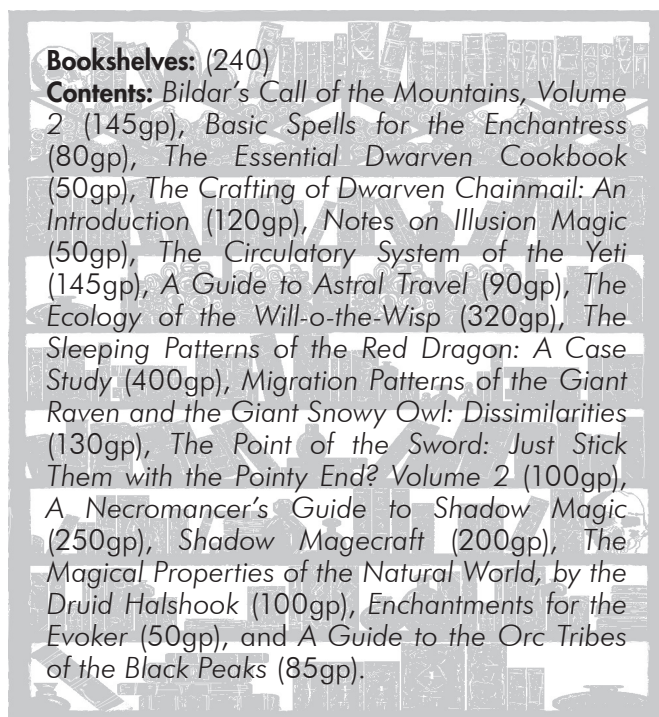 Bookshelves: (240)
Contents: Bildar’s Call of the Mountains, Volume
2 (145gp), Basic Spells for the Enchantress
(80gp), The Essential Dwarven Cookbook
(50gp), The Crafting of Dwarven Chainmail: An
Introduction (120gp), Notes on Illusion Magic
(50gp), The Circulatory System of the Yeti
(145gp), A Guide to Astral Travel (90gp), The
Ecology of the Will-o-the-Wisp (320gp), The
Sleeping Patterns of the Red Dragon: A Case
Study (400gp), Migration Patterns of the Giant
Raven and the Giant Snowy Owl: Dissimilarities
(130gp), The Point of the Sword: Just Stick
Them with the Pointy End? Volume 2 (100gp),
A Necromancer’s Guide to Shadow Magic
(250gp), Shadow Magecraft (200gp), The
Magical Properties of the Natural World, by the
Druid Halshook (100gp), Enchantments for the
Evoker (50gp), and A Guide to the Orc Tribes
of the Black Peaks (85gp).